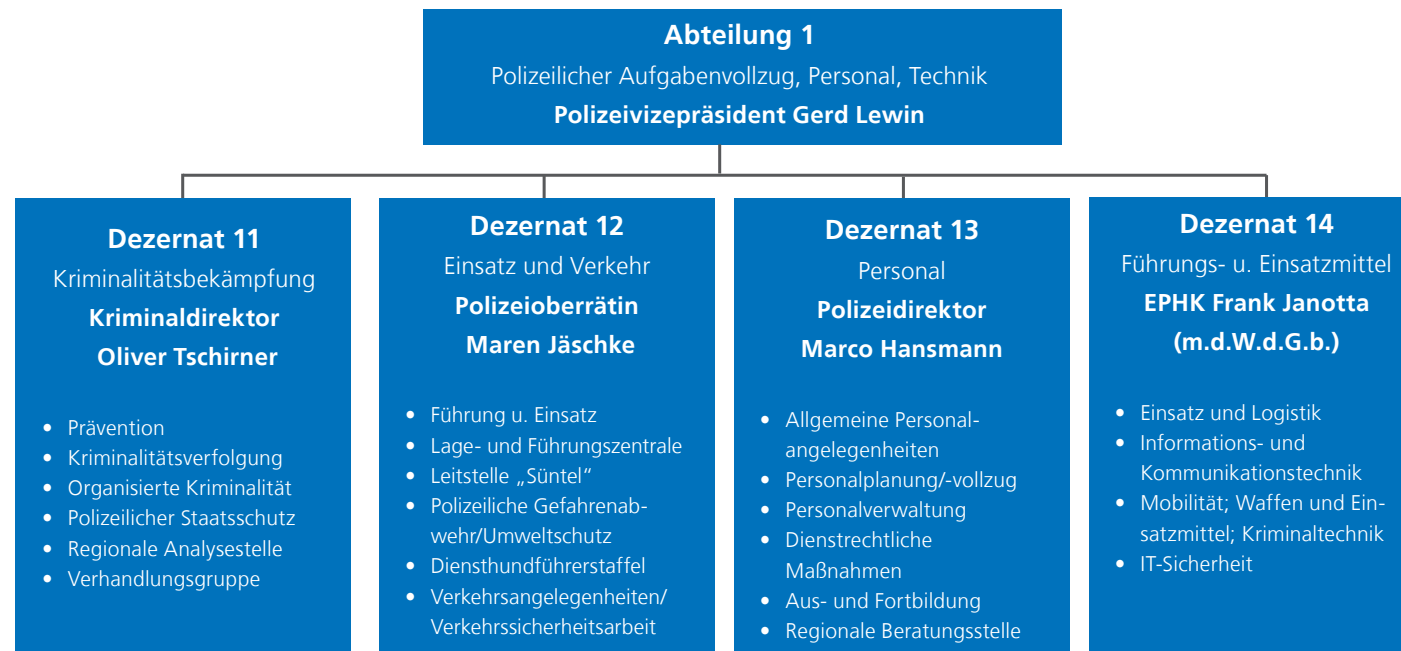 Abteilung 1
Polizeilicher Aufgabenvollzug, Personal, Technik
Polizeivizepräsident Gerd Lewin
Dezernat 11
Kriminalitätsbekämpfung
Kriminaldirektor
Oliver Tschirner
• Prävention
• Kriminalitätsverfolgung
• Organisierte Kriminalität
• Polizeilicher Staatsschutz
• Regionale Analysestelle
• Verhandlungsgruppe
Dezernat 12
Einsatz und Verkehr
Polizeioberrätin
Maren Jäschke
• Führung u. Einsatz
• Lage- und Führungszentrale
• Leitstelle „Süntel“
• Polizeiliche Gefahrenab-
wehr/Umweltschutz
• Diensthundführerstaffel
• Verkehrsangelegenheiten/
Verkehrssicherheitsarbeit
Dezernat 13
Personal
Polizeidirektor
Marco Hansmann
• Allgemeine Personal-
angelegenheiten
• Personalplanung/-vollzug
• Personalverwaltung
• Dienstrechtliche
Maßnahmen
• Aus- und Fortbildung
• Regionale Beratungsstelle
Dezernat 14
Führungs- u. Einsatzmittel
EPHK Frank Janotta
(m.d.W.d.G.b.)
• Einsatz und Logistik
• Informations- und
Kommunikationstechnik
• Mobilität; Waffen und Ein-
satzmittel; Kriminaltechnik
• IT-Sicherheit